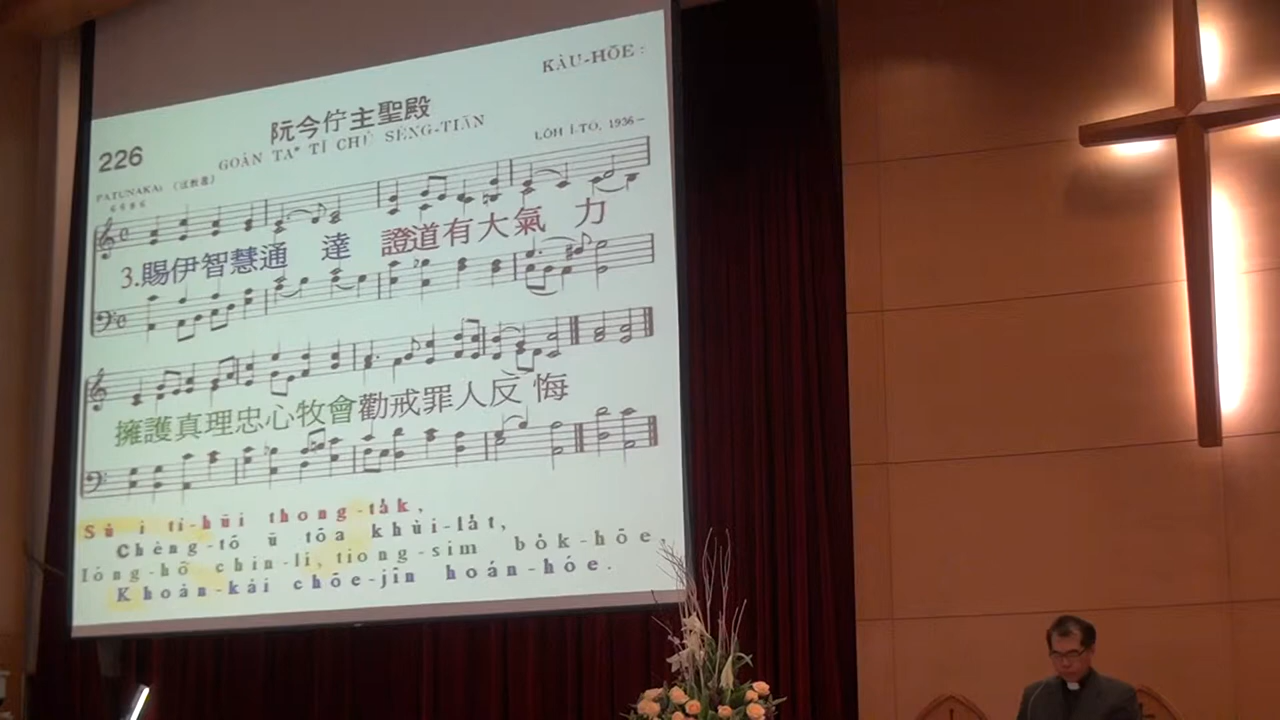 KÀU-HŌE:
阮今佇主聖殿
226
GOÁN TAⁿ TĪ CHÚ SÈNG-TIĀN
LÔH I-TÔ, 1936-
3.賜伊智慧通 達 證道有大氣 力
擁護真理忠心牧會勸戒罪人反 悔
Sù i tì-hūi thong-ta̍t,
Chèng-tō ū tōa khùi-la̍t,
Ióng-hō͘ chin-lí, tiong-sim bo̍k-hōe,
Khoàn-kài chōe-jîn hoán-hóe.